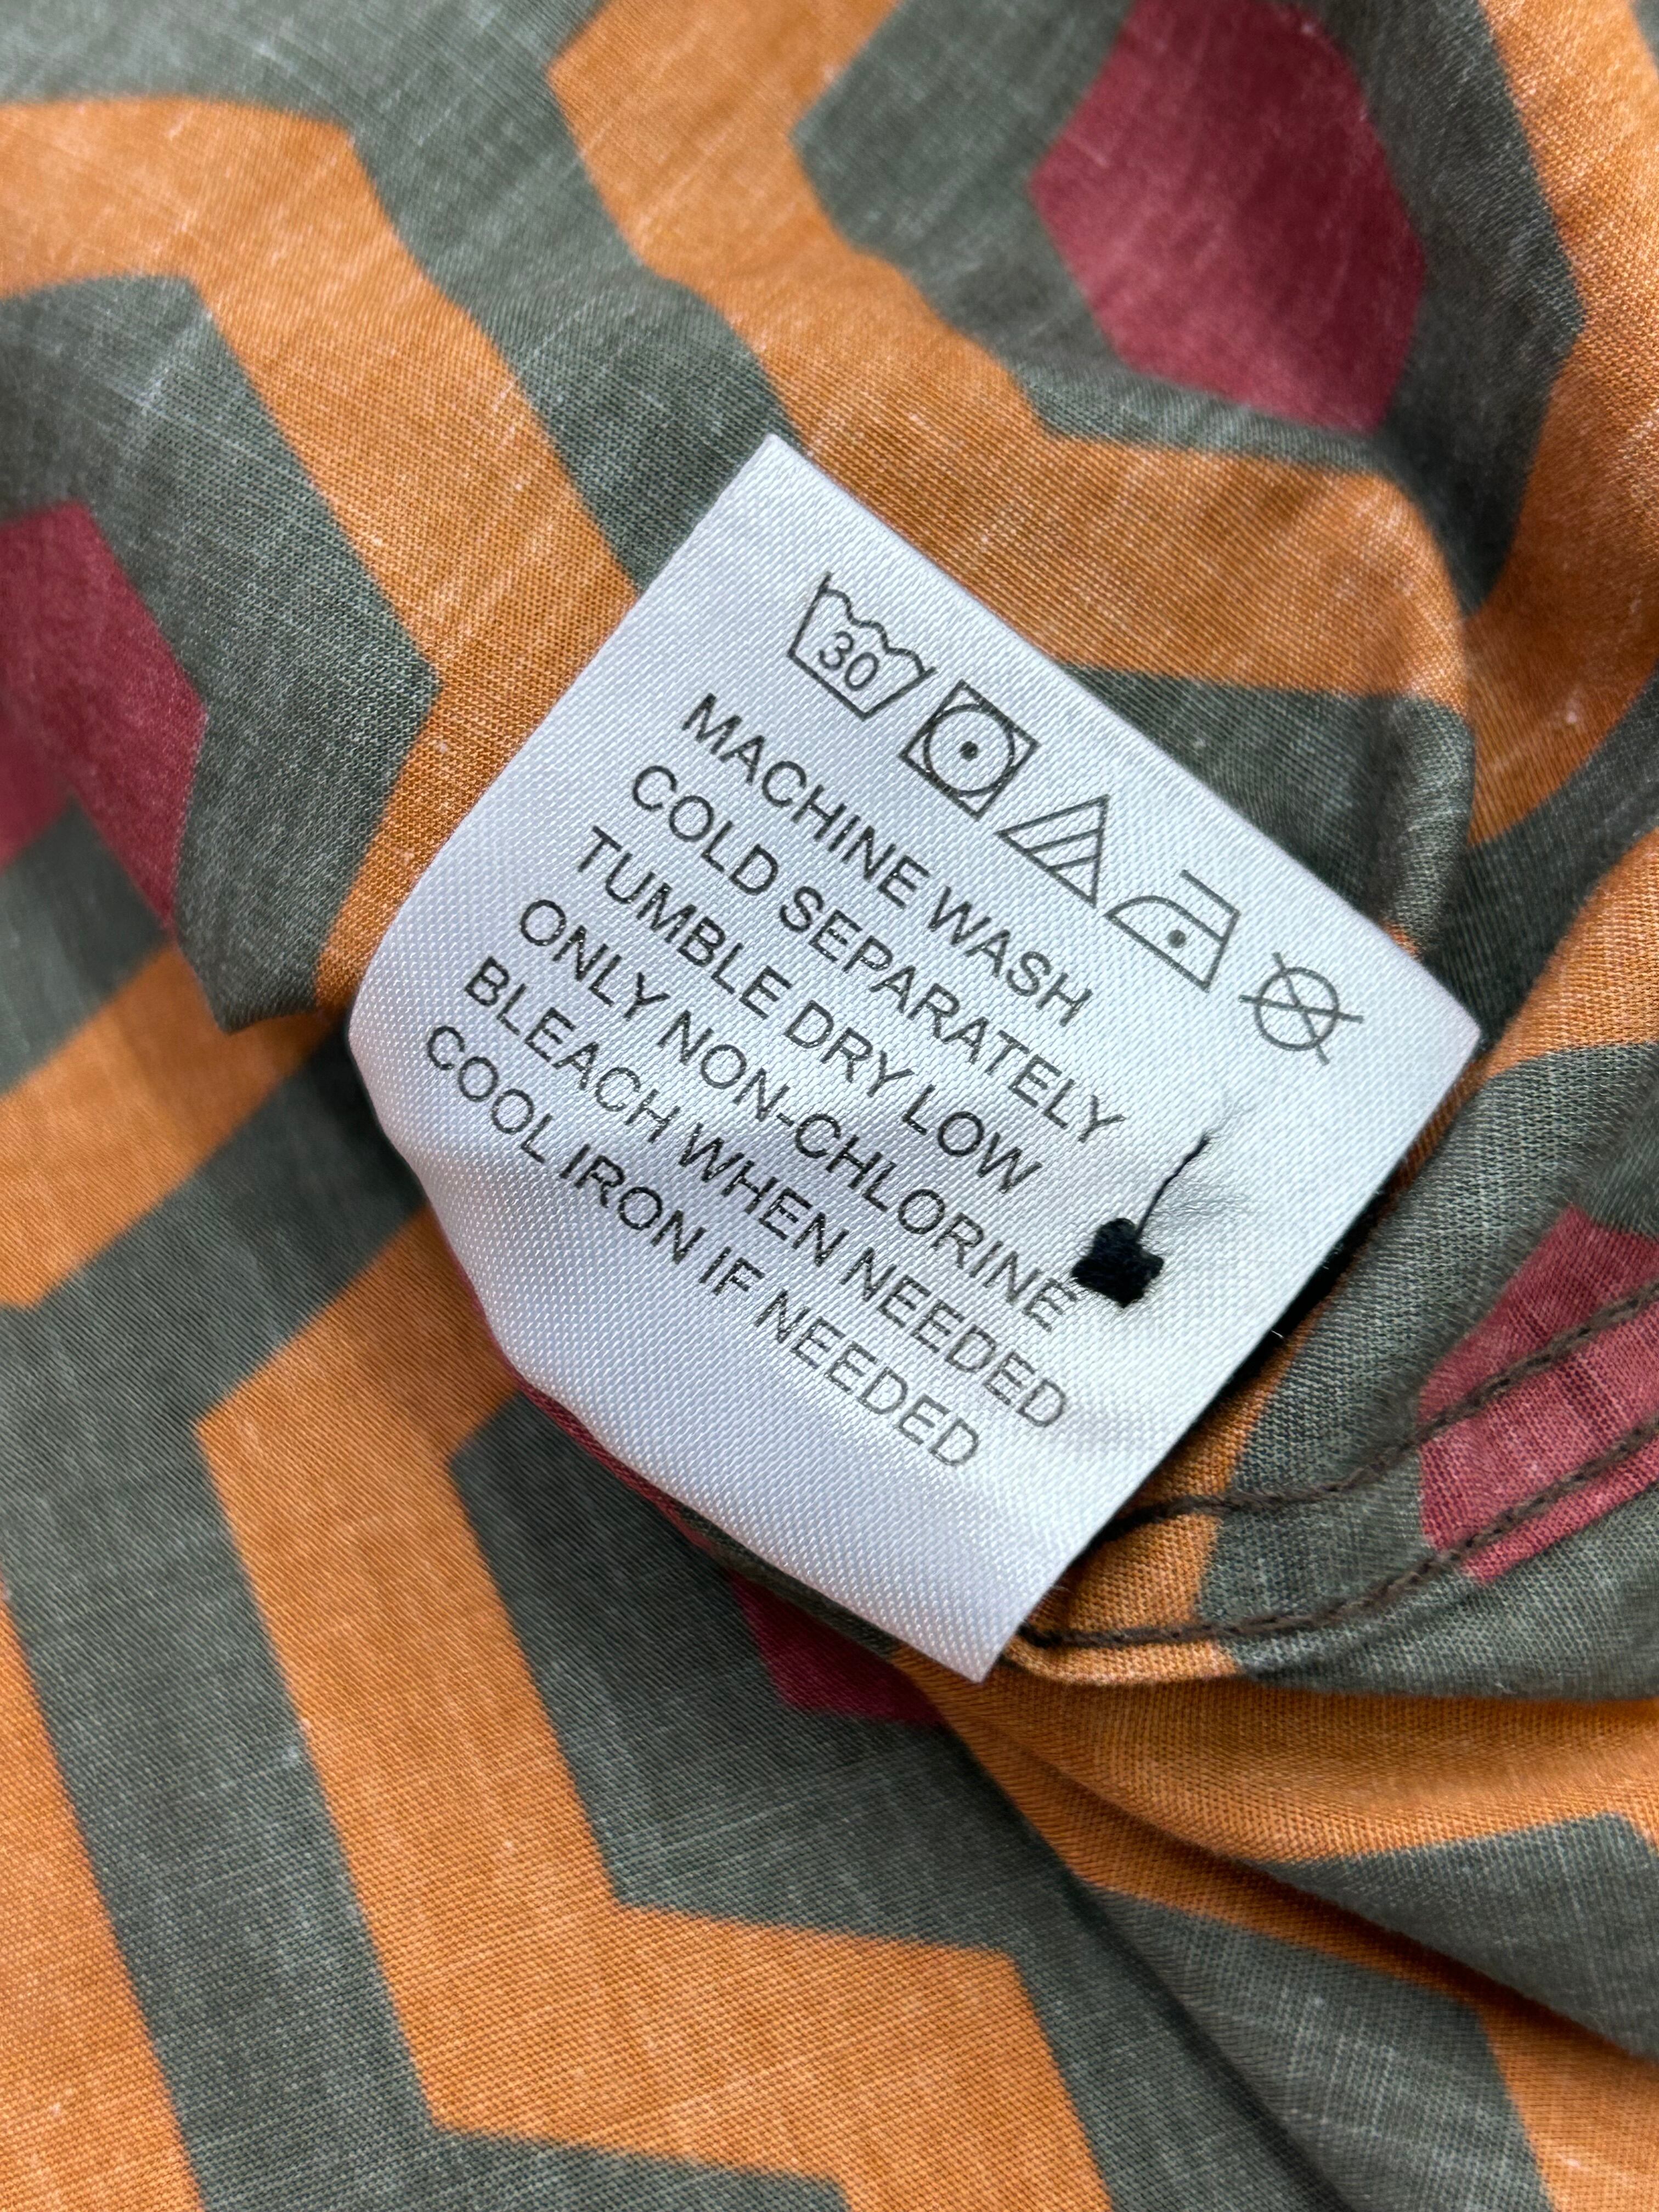 30
MACHINE WASH
COLD SEPARATELY
TUMBLE DRY LOW
ONLY NON-CHLORINE
BLEACH WHEN NEEDED
COOL IRON IF NEEDED